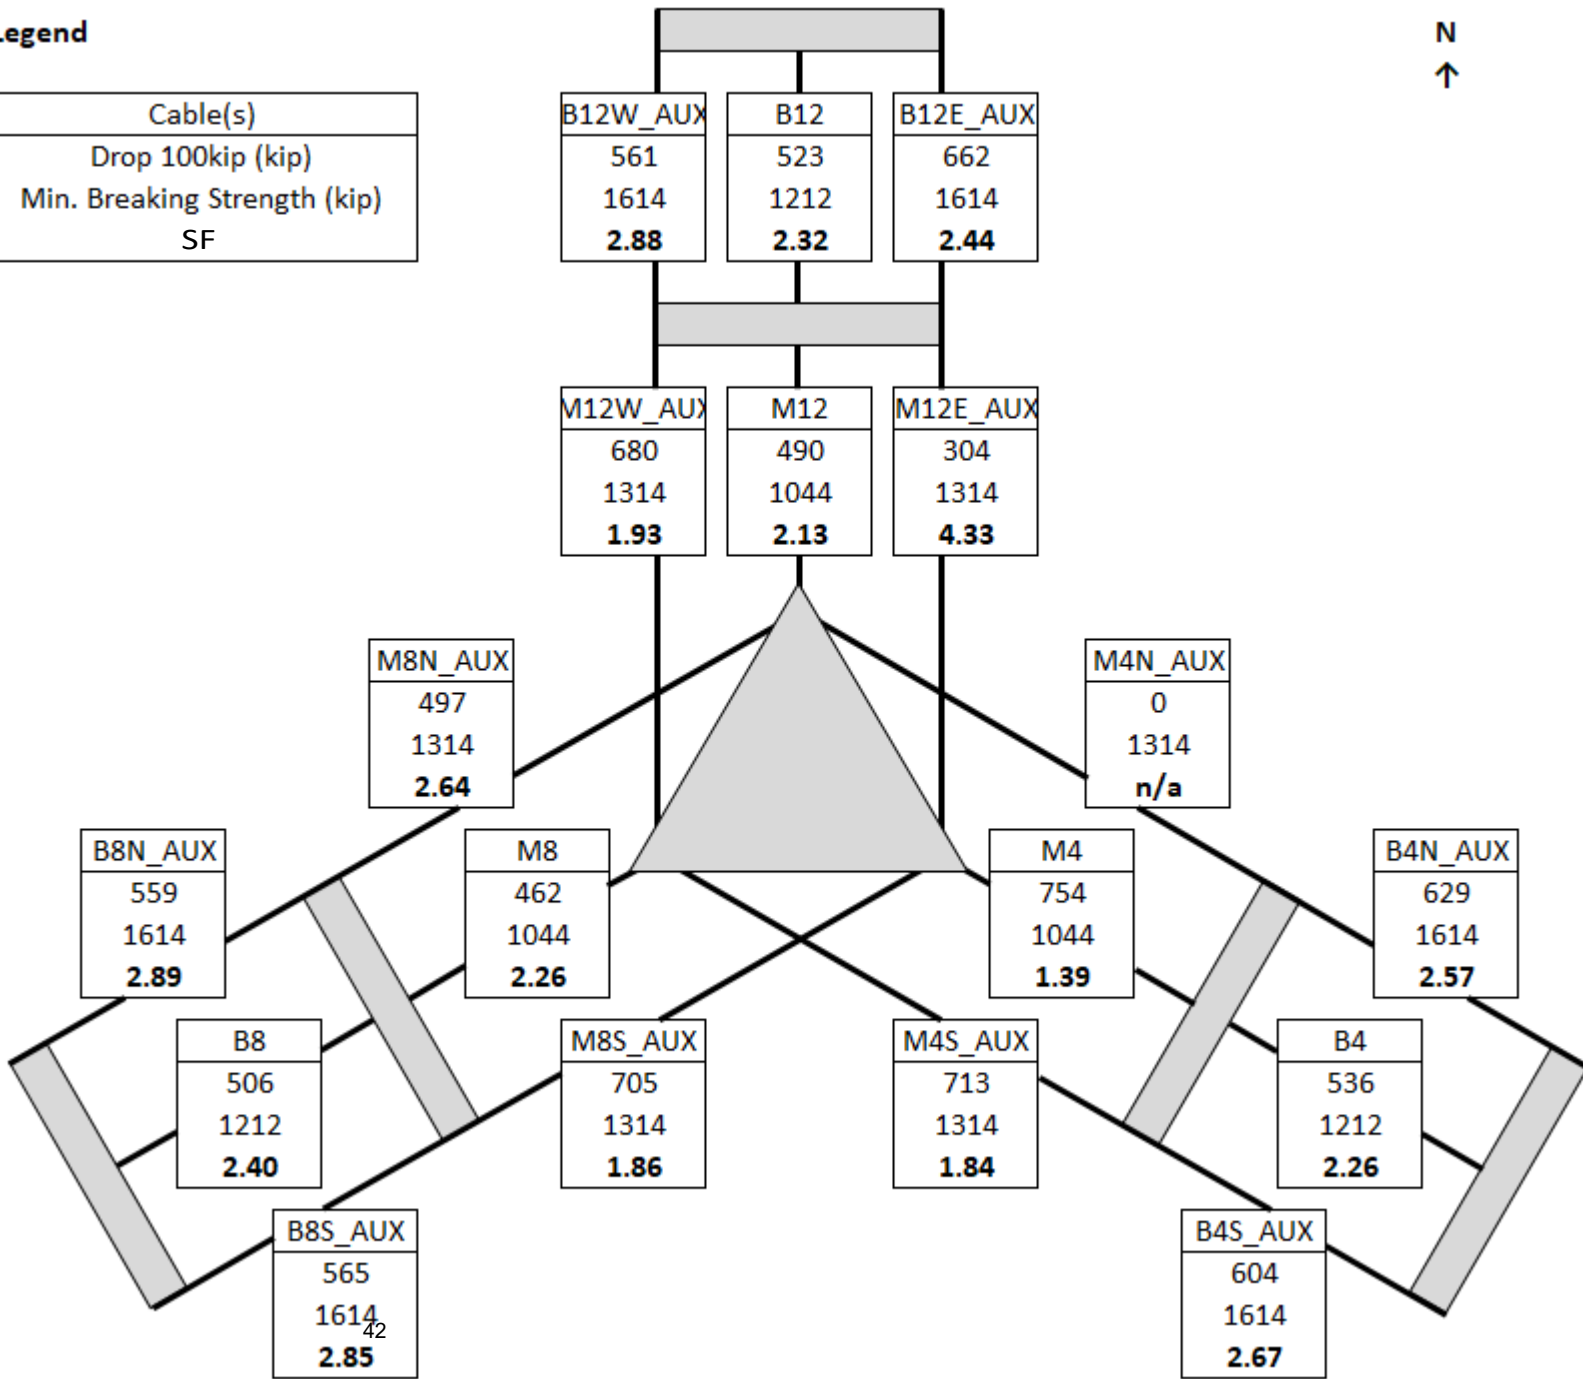 Legend
N
↑
Cable(s)
Drop 100kip (kip)
Min. Breaking Strength (kip)
SF
B12W_AUX
561
1614
2.88
B12
523
1212
2.32
B12E_AUX
662
1614
2.44
M12W_AUX
680
1314
1.93
M12
490
1044
2.13
M12E_AUX
304
1314
4.33
M8N_AUX
497
1314
2.64
M4N_AUX
0
1314
n/a
B8N_AUX
559
1614
2.89
M8
462
1044
2.26
M4
754
1044
1.39
B4N_AUX
629
1614
2.57
B8
506
1212
2.40
M8S_AUX
705
1314
1.86
M4S_AUX
713
1314
1.84
B4
536
1212
2.26
B8S_AUX
565
1614
2.85
42
B4S_AUX
604
1614
2.67